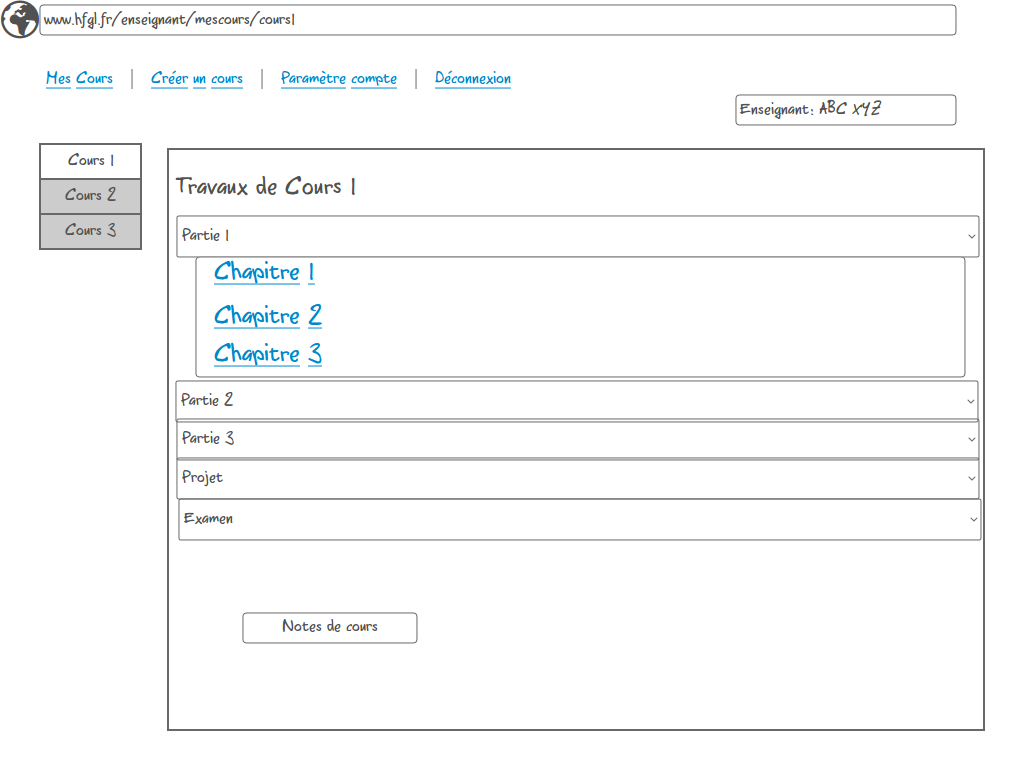 www.hfgl.fr/enseignant/mescours/cours1
Mes Cours | Créer un cours | Paramètre compte | Déconnexion
Enseignant: ABC XYZ
Cours 1
Cours 2
Cours 3
Travaux de Cours 1
Partie 1
Chapitre 1
Chapitre 2
Chapitre 3
Partie 2
Partie 3
Projet
Examen
Notes de cours